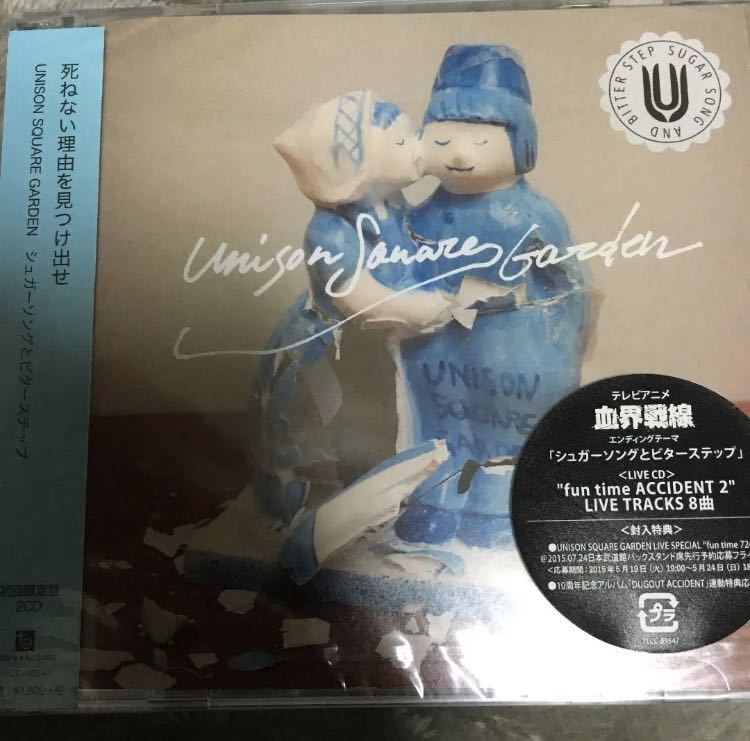 死ねない理由を見つけ出せ
UNISON SQUARE GARDEN シュガーソングとビターステップ
初回限定盤
2CD
¥1,800+税
SUGAR SONG AND BITTER STEP
U
Unison Square Garden
UNISON
SQUARE
テレビアニメ
血界戦線
エンディングテーマ
「シュガーソングとビターステップ」
<LIVE CD>
"fun time ACCIDENT 2"
LIVE TRACKS 8曲
<封入特典>
●UNISON SQUARE GARDEN LIVE SPECIAL "fun time 72
@2015.07.24日本武道館バックスタンド席先行予約応募フライ
<応募期間:2015年5月19日(火)19:00~5月24日(日)18
●10周年記念アルバム「DUGOUT ACCIDENT」連動特典応
プラ
TFCC-89547